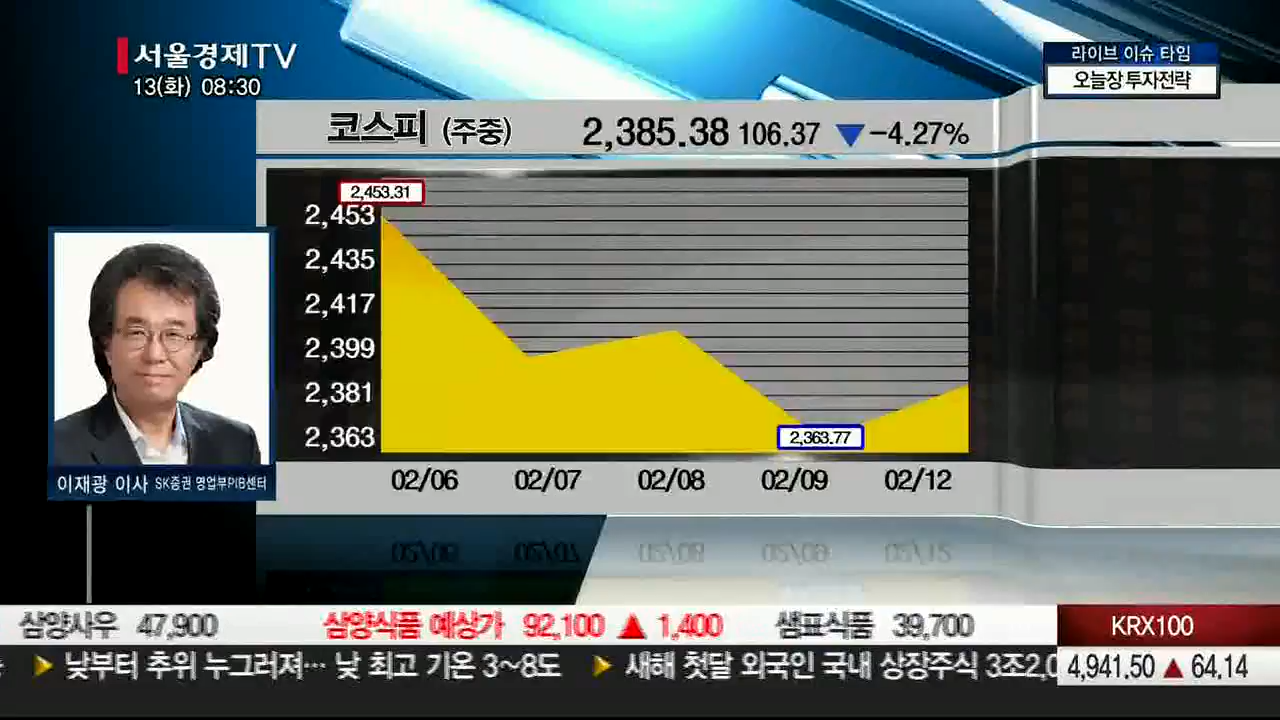 서울경제TV
13(화) 08:30
라이브 이슈 타임
오늘장 투자전략
코스피 (주중) 2,385.38 106.37 ▼ -4.27%
2,453.31
2,453
2,435
2,417
2,399
2,381
2,363
2,363.77
02/06 02/07 02/08 02/09 02/12
이재광 이사 SK증권 영업부PIB센터
삼양사우 47,900 삼양식품 예상가 92,100 ▲ 1,400 샘표식품 39,700
KRX100
▶ 낮부터 추위 누그러져… 낮 최고 기온 3~8도 ▶ 새해 첫달 외국인 국내 상장주식 3조2,0
4,941.50 ▲ 64.14